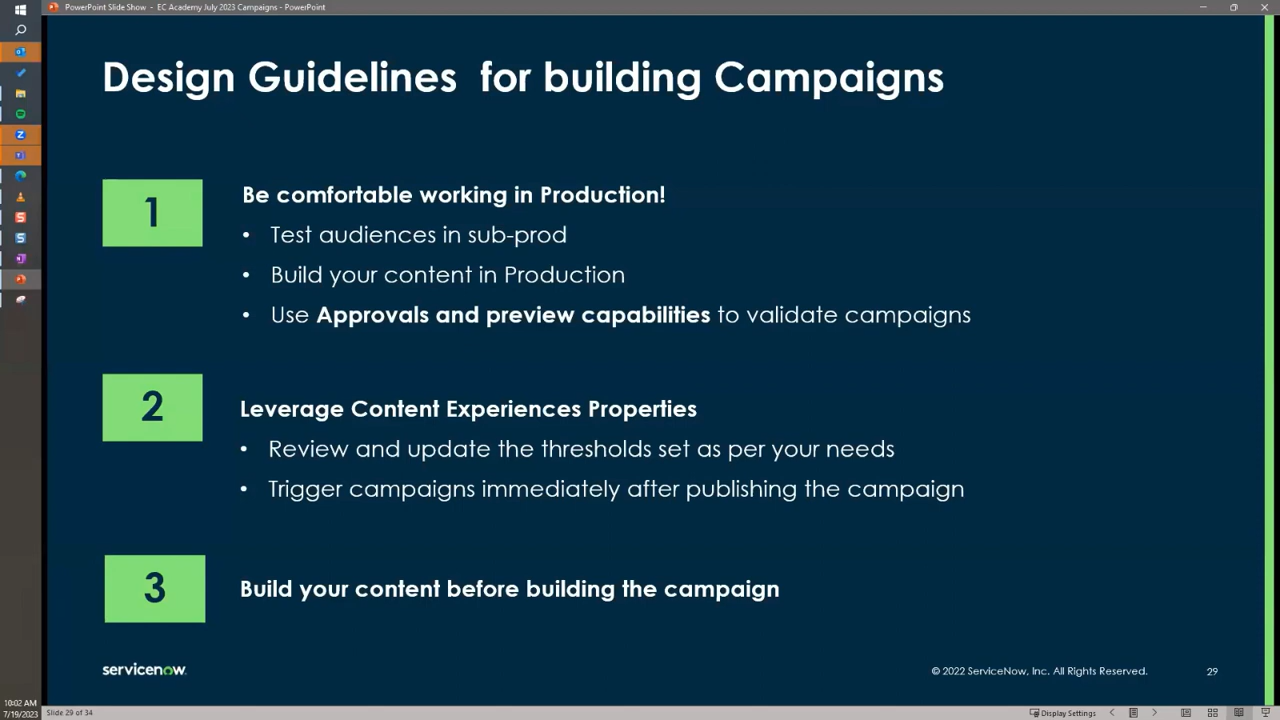 PowerPoint Slide Show - EC Academy July 2023 Campaigns - PowerPoint
Design Guidelines  for building Campaigns
1
Be comfortable working in Production!
• Test audiences in sub-prod
• Build your content in Production
• Use Approvals and preview capabilities to validate campaigns
2
Leverage Content Experiences Properties
• Review and update the thresholds set as per your needs
• Trigger campaigns immediately after publishing the campaign
3
Build your content before building the campaign
servicenow
© 2022 ServiceNow, Inc. All Rights Reserved.
29
10:02 AM
7/19/2023
Slide 29 of 34
Display Settings